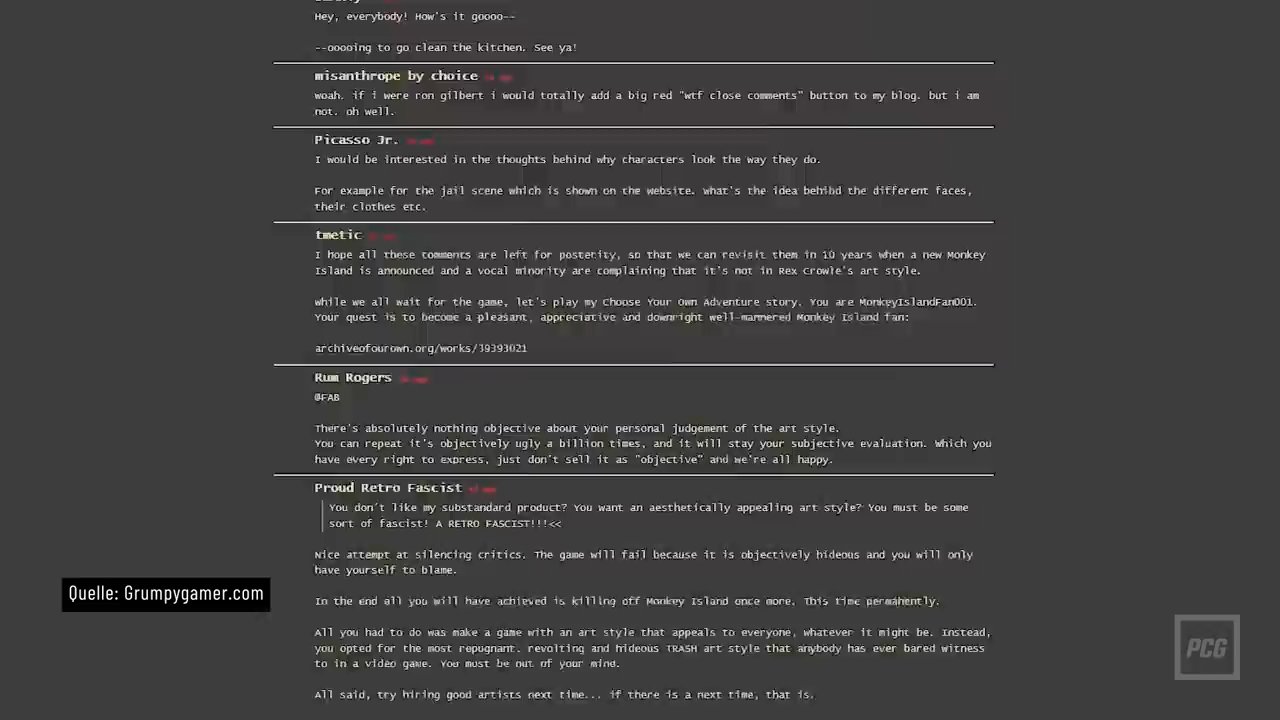 Hey, everybody! How's it goooo--
--ooooing to go clean the kitchen. See ya!
misanthrope by choice
woah. if i were ron gilbert i would totally add a big red "wtf close comments" button to my blog. but i am
not. oh well.
Picasso Jr.
I would be interested in the thoughts behind why characters look the way they do.
For example for the jail scene which is shown on the website. what's the idea behind the different faces,
their clothes etc.
tmetic
I hope all these comments are left for posterity, so that we can revisit them in 10 years when a new Monkey
Island is announced and a vocal minority are complaining that it's not in Rex Crowle's art style.
while we all wait for the game, let's play my Choose Your Own Adventure story. You are MonkeyIslandFan001.
Your quest is to become a pleasant, appreciative and downright well-mannered Monkey Island fan:
archiveofourown.org/works/39393021
Rum Rogers
@FAB
There's absolutely nothing objective about your personal judgement of the art style.
You can repeat it's objectively ugly a billion times, and it will stay your subjective evaluation. Which you
have every right to express, just don't sell it as "objective" and we're all happy.
Proud Retro Fascist
You don't like my substandard product? You want an aesthetically appealing art style? You must be some
sort of fascist! A RETRO FASCIST!!!<<
Nice attempt at silencing critics. The game will fail because it is objectively hideous and you will only
have yourself to blame.
In the end all you will have achieved is killing off Monkey Island once more. This time permanently.
All you had to do was make a game with an art style that appeals to everyone, whatever it might be. Instead,
you opted for the most repugnant. revolting and hideous TRASH art style that anybody has ever bared witness
to in a video game. You must be out of your mind.
All said, try hiring good artists next time... if there is a next time, that is.
Quelle: Grumpygamer.com
PCG